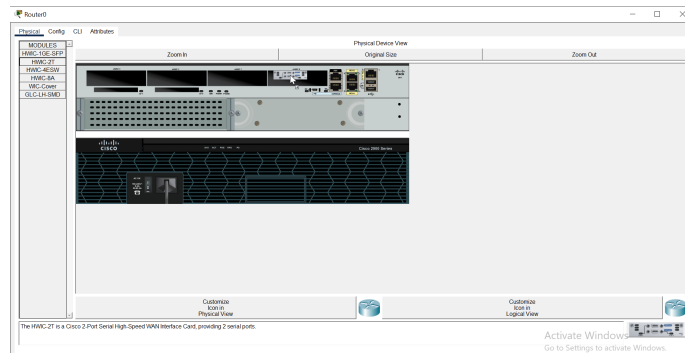 Router0
Physical Config CLI Attributes
MODULES
HWIC-1GE-SFP
HWIC-2T
HWIC-4ESW
HWIC-8A
WIC-Cover
GLC-LH-SMD
Physical Device View
Zoom In Original Size Zoom Out
CISCO
Cisco 2900 Series
Customize
Icon in
Physical View
Customize
Icon in
Logical View
The HWIC-2T is a Cisco 2-Port Serial High-Speed WAN Interface Card, providing 2 serial ports.
Activate Windows
Go to Settings to activate Windows.